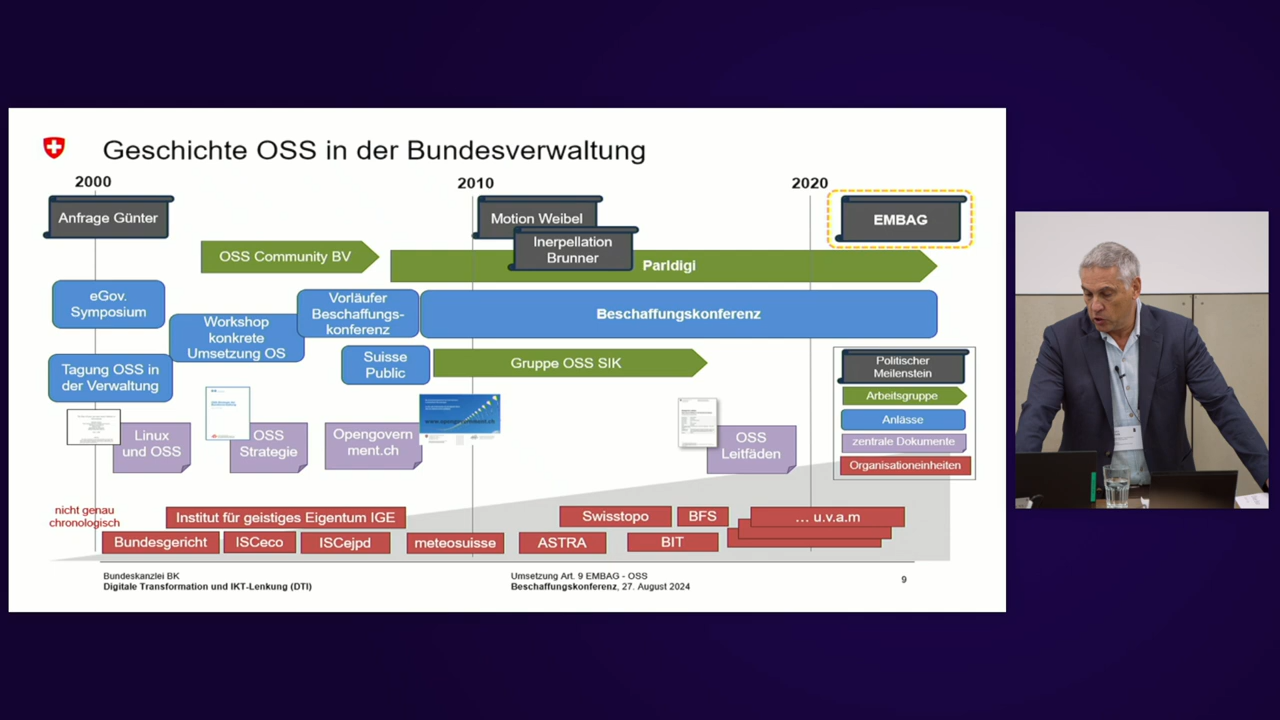 Geschichte OSS in der Bundesverwaltung
2000
2010
2020
Anfrage Günter
Motion Weibel
Inerpellation
Brunner
EMBAG
OSS Community BV
Parldigi
eGov.
Symposium
Workshop
konkrete
Umsetzung OS
Vorläufer
Beschaffungs-
konferenz
Beschaffungskonferenz
Tagung OSS in
der Verwaltung
Suisse
Public
Gruppe OSS SIK
Politischer
Meilenstein
Arbeitsgruppe
Anlässe
zentrale Dokumente
Organisationeinheiten
Linux
und OSS
OSS
Strategie
Opengovern
ment.ch
www.opengovernment.ch
OSS
Leitfäden
nicht genau
chronologisch
Institut für geistiges Eigentum IGE
Swisstopo
BFS
... u.v.a.m
Bundesgericht
ISCeco
ISCejpd
meteosuisse
ASTRA
BIT
Bundeskanzlei BK
Digitale Transformation und IKT-Lenkung (DTI)
Umsetzung Art. 9 EMBAG - OSS
Beschaffungskonferenz, 27. August 2024
9